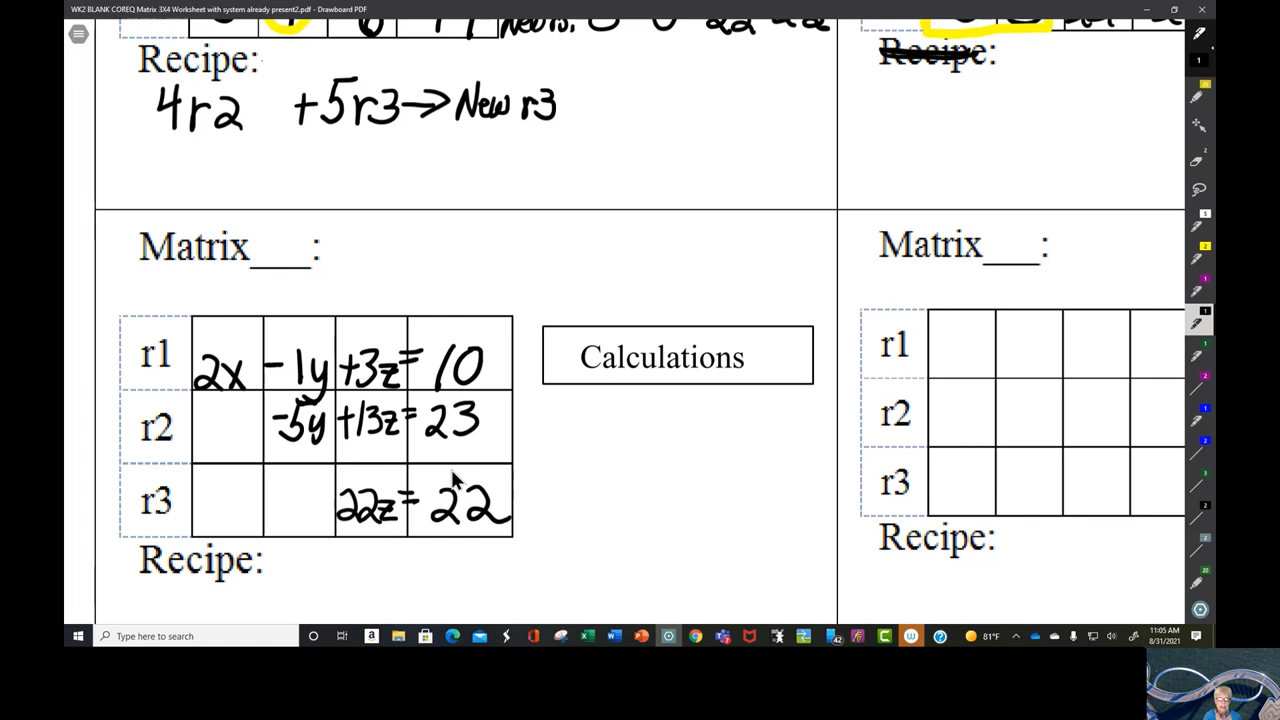 WK2 BLANK COREQ Matrix 3X4 Worksheet with system already present2.pdf - Drawboard PDF
Recipe:
4r2 +5r3→New r3
Recipe:
Matrix___:
r1 2x -1y +3z = 10
r2 -5y +13z = 23
r3 22z = 22
Recipe:
Calculations
Matrix___:
r1
r2
r3
Recipe:
Type here to search
81°F
11:05 AM
8/31/2021